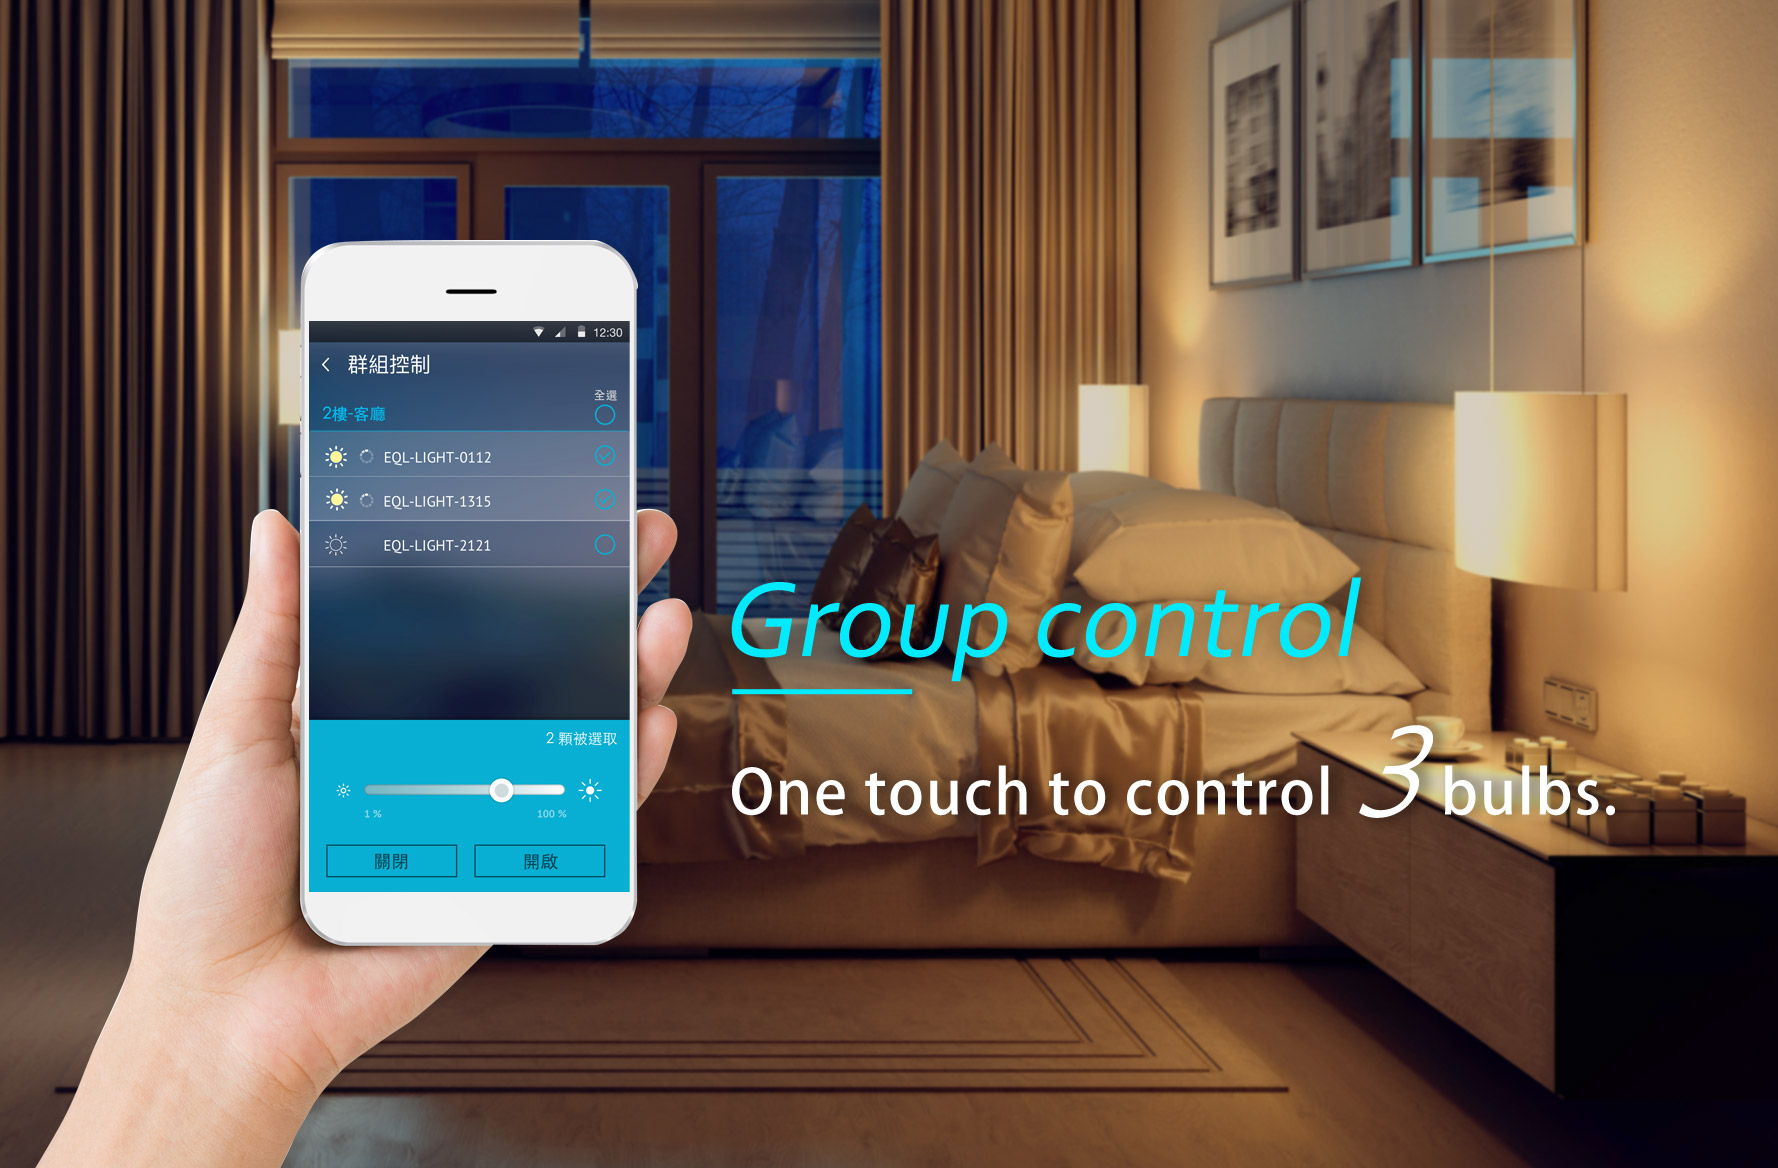 12:30
群組控制
全選
2樓-客廳
EQL-LIGHT-0112
EQL-LIGHT-1315
EQL-LIGHT-2121
2 顆被選取
1 % 100 %
關閉 開啟
Group control
One touch to control 3 bulbs.